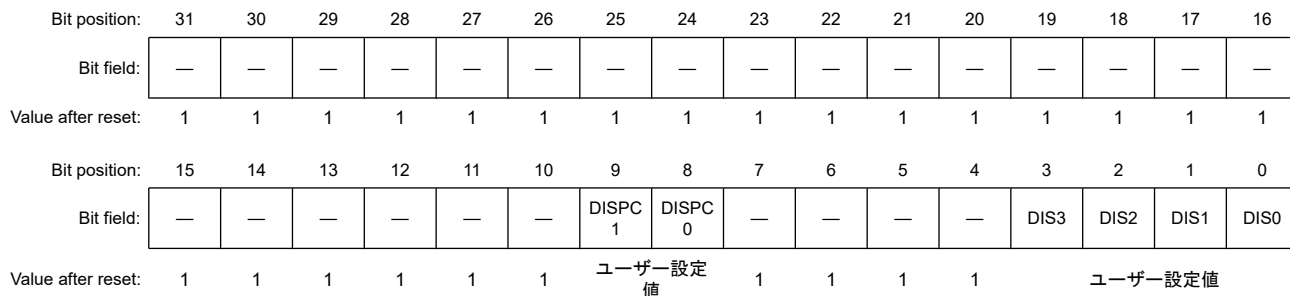 Bit position: 31 30 29 28 27 26 25 24 23 22 21 20 19 18 17 16
Bit field: — — — — — — — — — — — — — — — —
Value after reset: 1 1 1 1 1 1 1 1 1 1 1 1 1 1 1 1
Bit position: 15 14 13 12 11 10 9 8 7 6 5 4 3 2 1 0
Bit field: — — — — — — DISPC1 DISPC0 — — — — DIS3 DIS2 DIS1 DIS0
Value after reset: 1 1 1 1 1 1 ユーザー設定値 1 1 1 1 ユーザー設定値